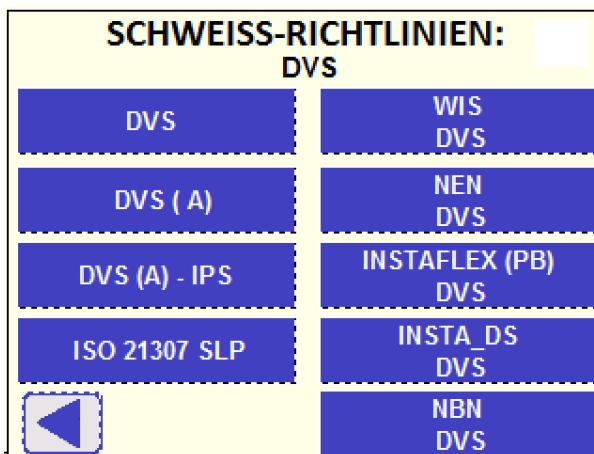 SCHWEISS-RICHTLINIEN:
DVS
DVS
WIS
DVS
DVS ( A)
NEN
DVS
DVS (A) - IPS
INSTAFLEX (PB)
DVS
ISO 21307 SLP
INSTA_DS
DVS
NBN
DVS